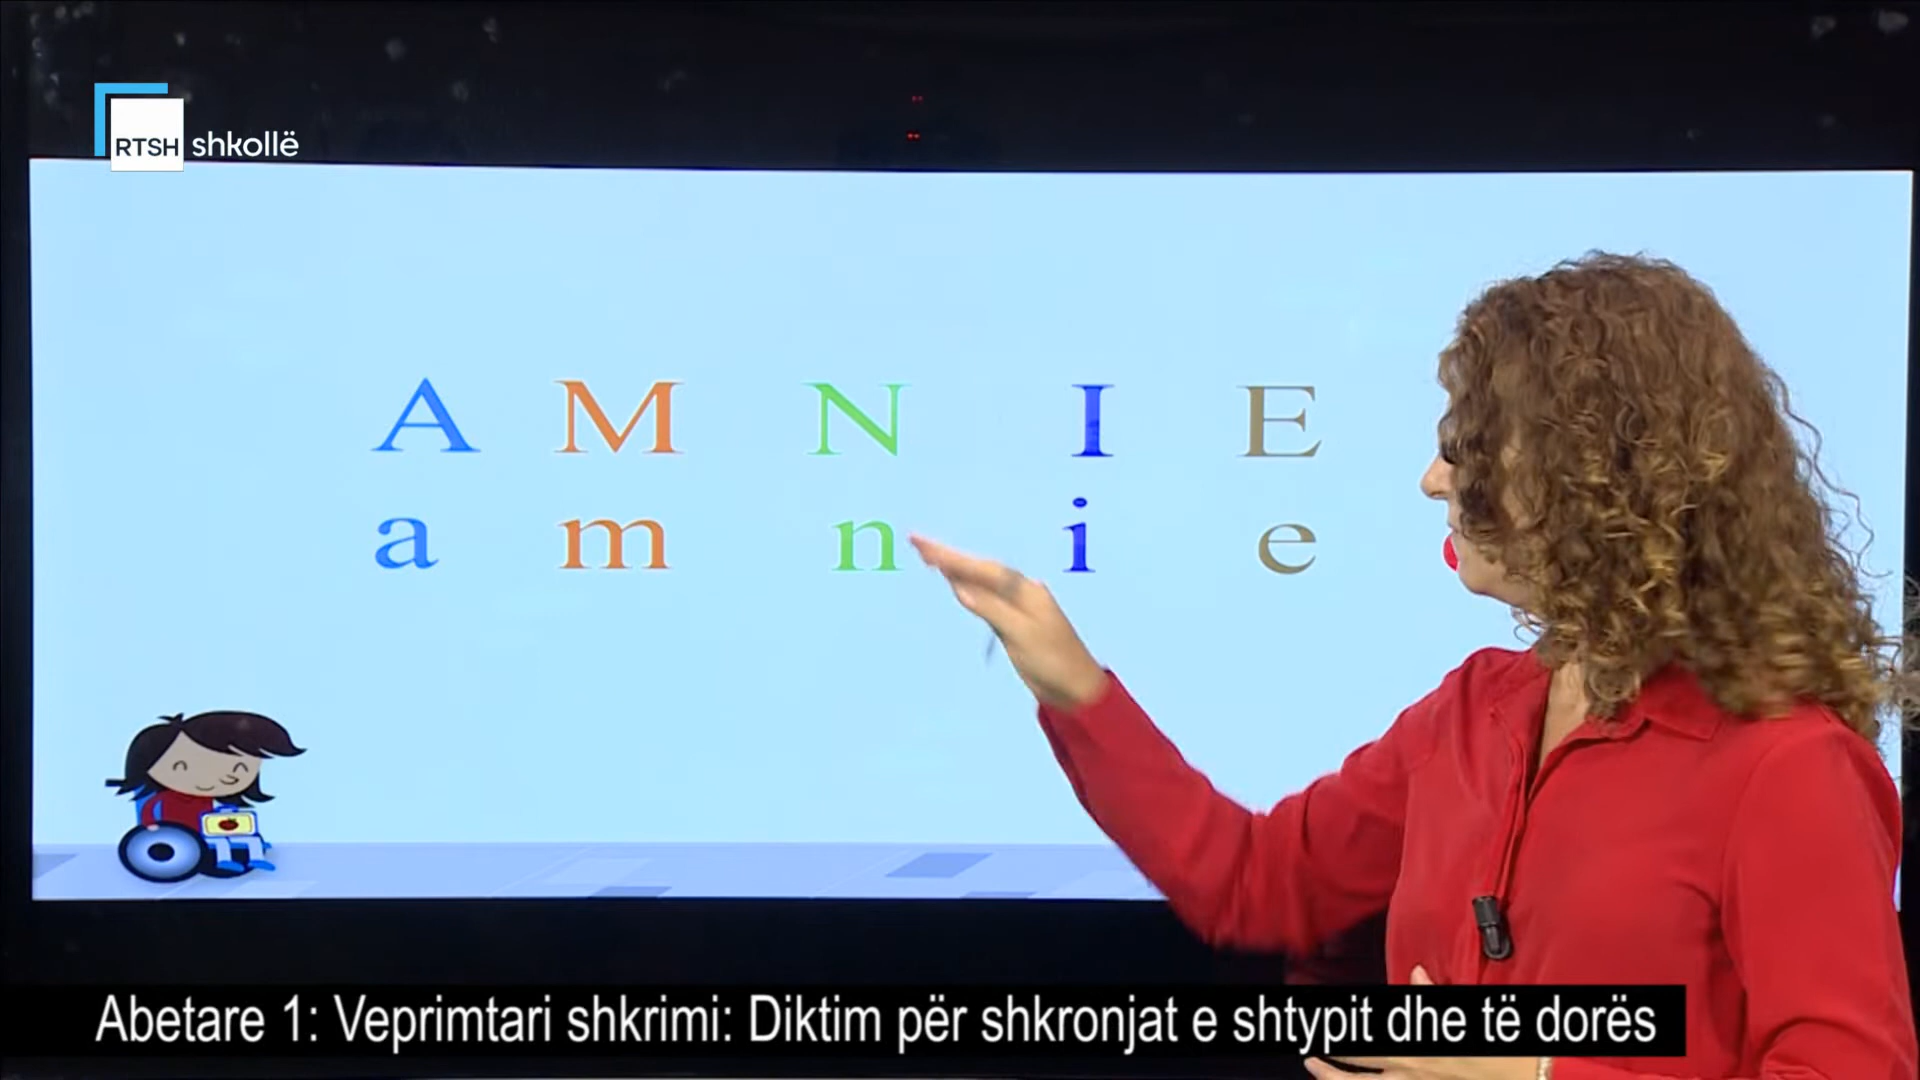 RTSH shkollë
A M N I E
a m n i e
Abetare 1: Veprimtari shkrimi: Diktim për shkronjat e shtypit dhe të dorës